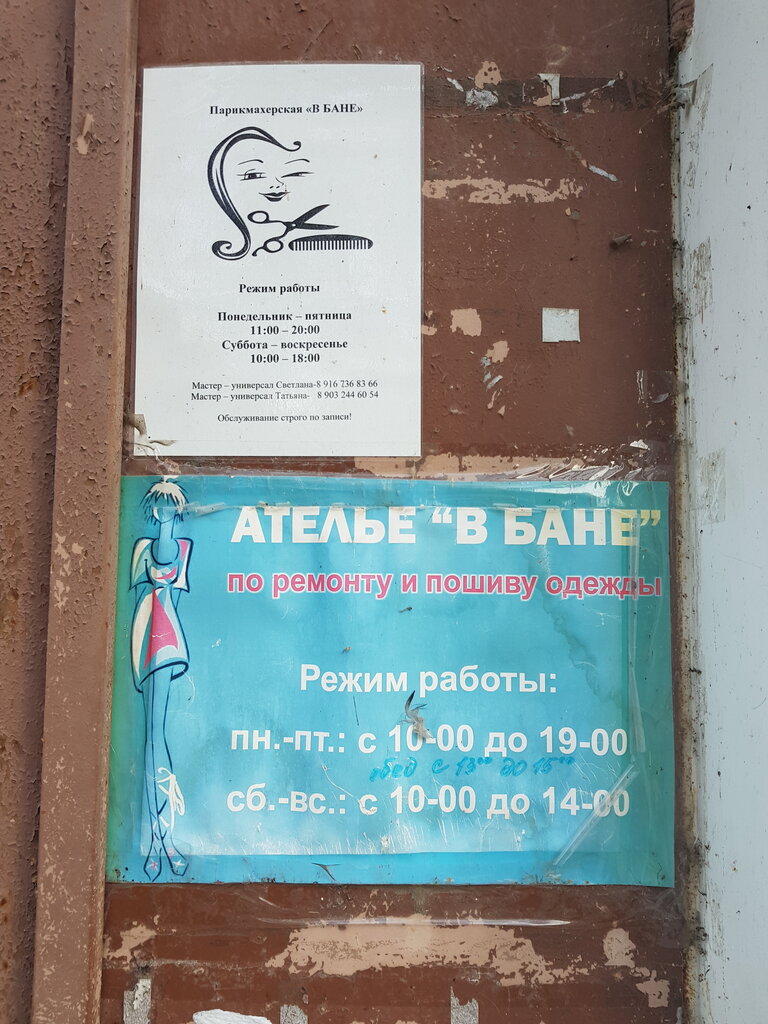 Парикмахерская «В БАНЕ»
Режим работы
Понедельник – пятница
11:00 – 20:00
Суббота – воскресенье
10:00 – 18:00
Мастер – универсал Светлана-8 916 736 83 66
Мастер – универсал Татьяна- 8 903 244 60 54
Обслуживание строго по записи!
АТЕЛЬЕ “В БАНЕ”
по ремонту и пошиву одежды
Режим работы:
пн.-пт.: с 10-00 до 19-00
обед с 13⁰⁰ до 15⁰⁰
сб.-вс.: с 10-00 до 14-00